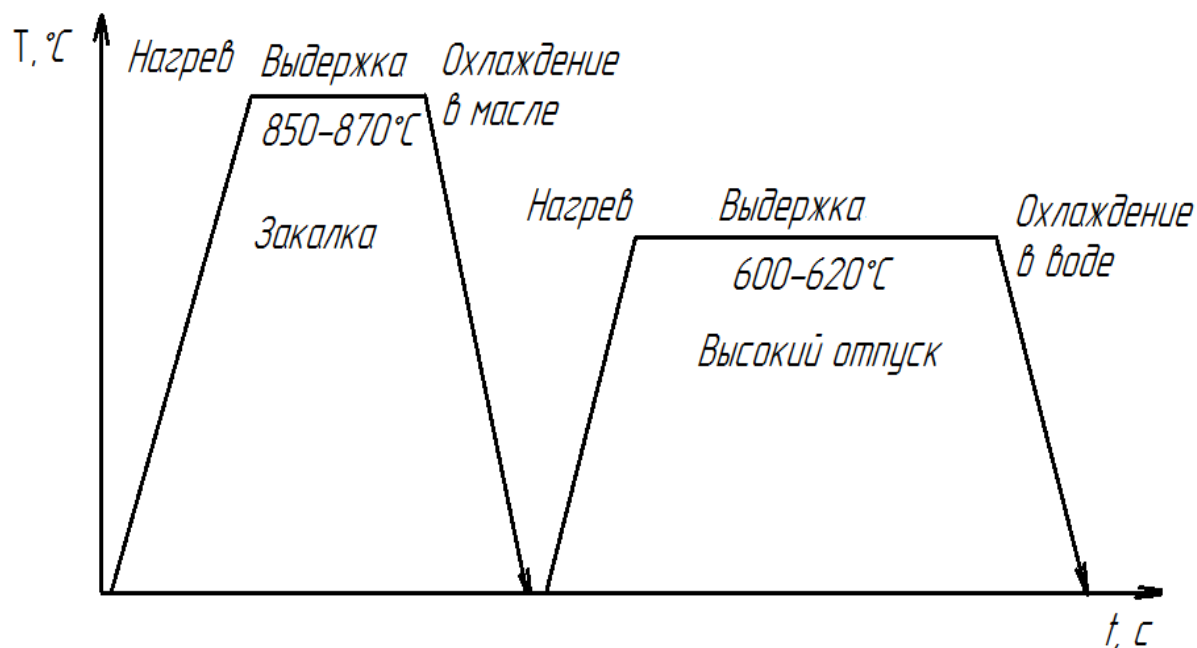 T, °C
Нагрев
Выдержка
Охлаждение
в масле
850-870°C
Закалка
Нагрев
Выдержка
Охлаждение
в воде
600-620°C
Высокий отпуск
t, с